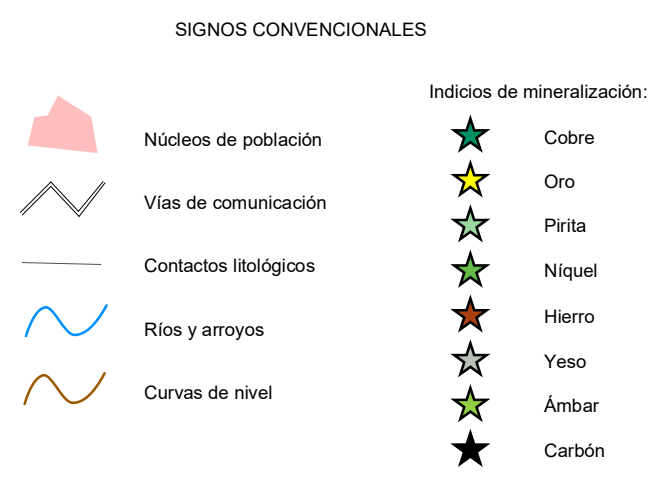 SIGNOS CONVENCIONALES
Núcleos de población
Vías de comunicación
Contactos litológicos
Ríos y arroyos
Curvas de nivel
Indicios de mineralización:
Cobre
Oro
Pirita
Níquel
Hierro
Yeso
Ámbar
Carbón